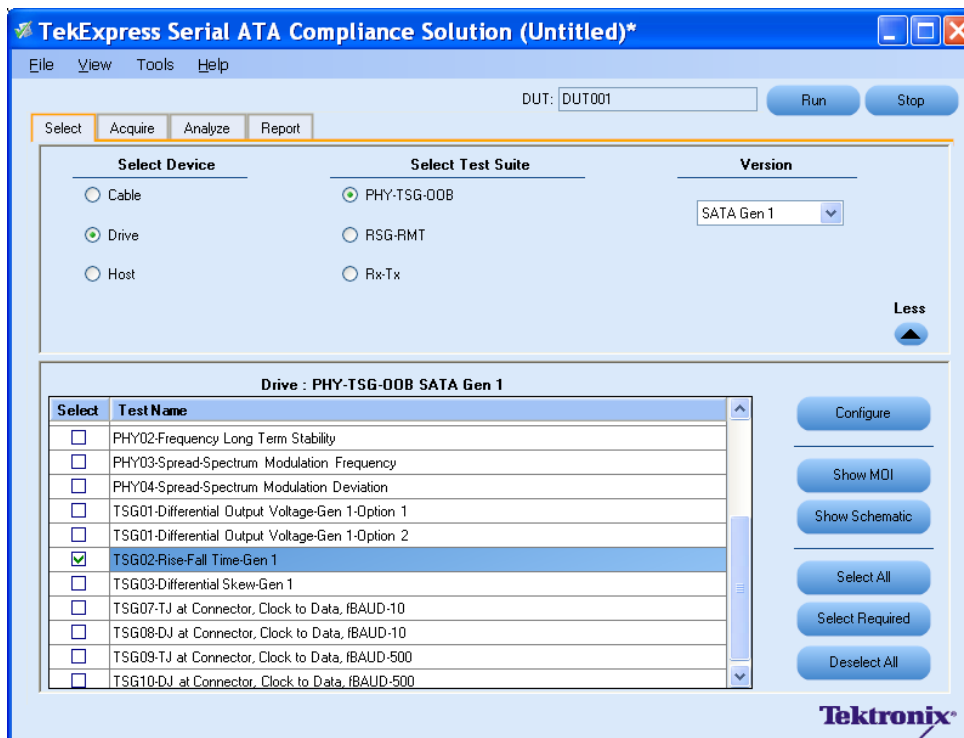 TekExpress Serial ATA Compliance Solution (Untitled)*
File View Tools Help
DUT: DUT001 Run Stop
Select Acquire Analyze Report
Select Device Select Test Suite Version
Cable PHY-TSG-OOB SATA Gen 1
Drive RSG-RMT
Host Rx-Tx
Less
Drive : PHY-TSG-OOB SATA Gen 1
Select Test Name
PHY02-Frequency Long Term Stability
PHY03-Spread-Spectrum Modulation Frequency
PHY04-Spread-Spectrum Modulation Deviation
TSG01-Differential Output Voltage-Gen 1-Option 1
TSG01-Differential Output Voltage-Gen 1-Option 2
TSG02-Rise-Fall Time-Gen 1
TSG03-Differential Skew-Gen 1
TSG07-TJ at Connector, Clock to Data, fBAUD-10
TSG08-DJ at Connector, Clock to Data, fBAUD-10
TSG09-TJ at Connector, Clock to Data, fBAUD-500
TSG10-DJ at Connector, Clock to Data, fBAUD-500
Configure
Show MOI
Show Schematic
Select All
Select Required
Deselect All
Tektronix®